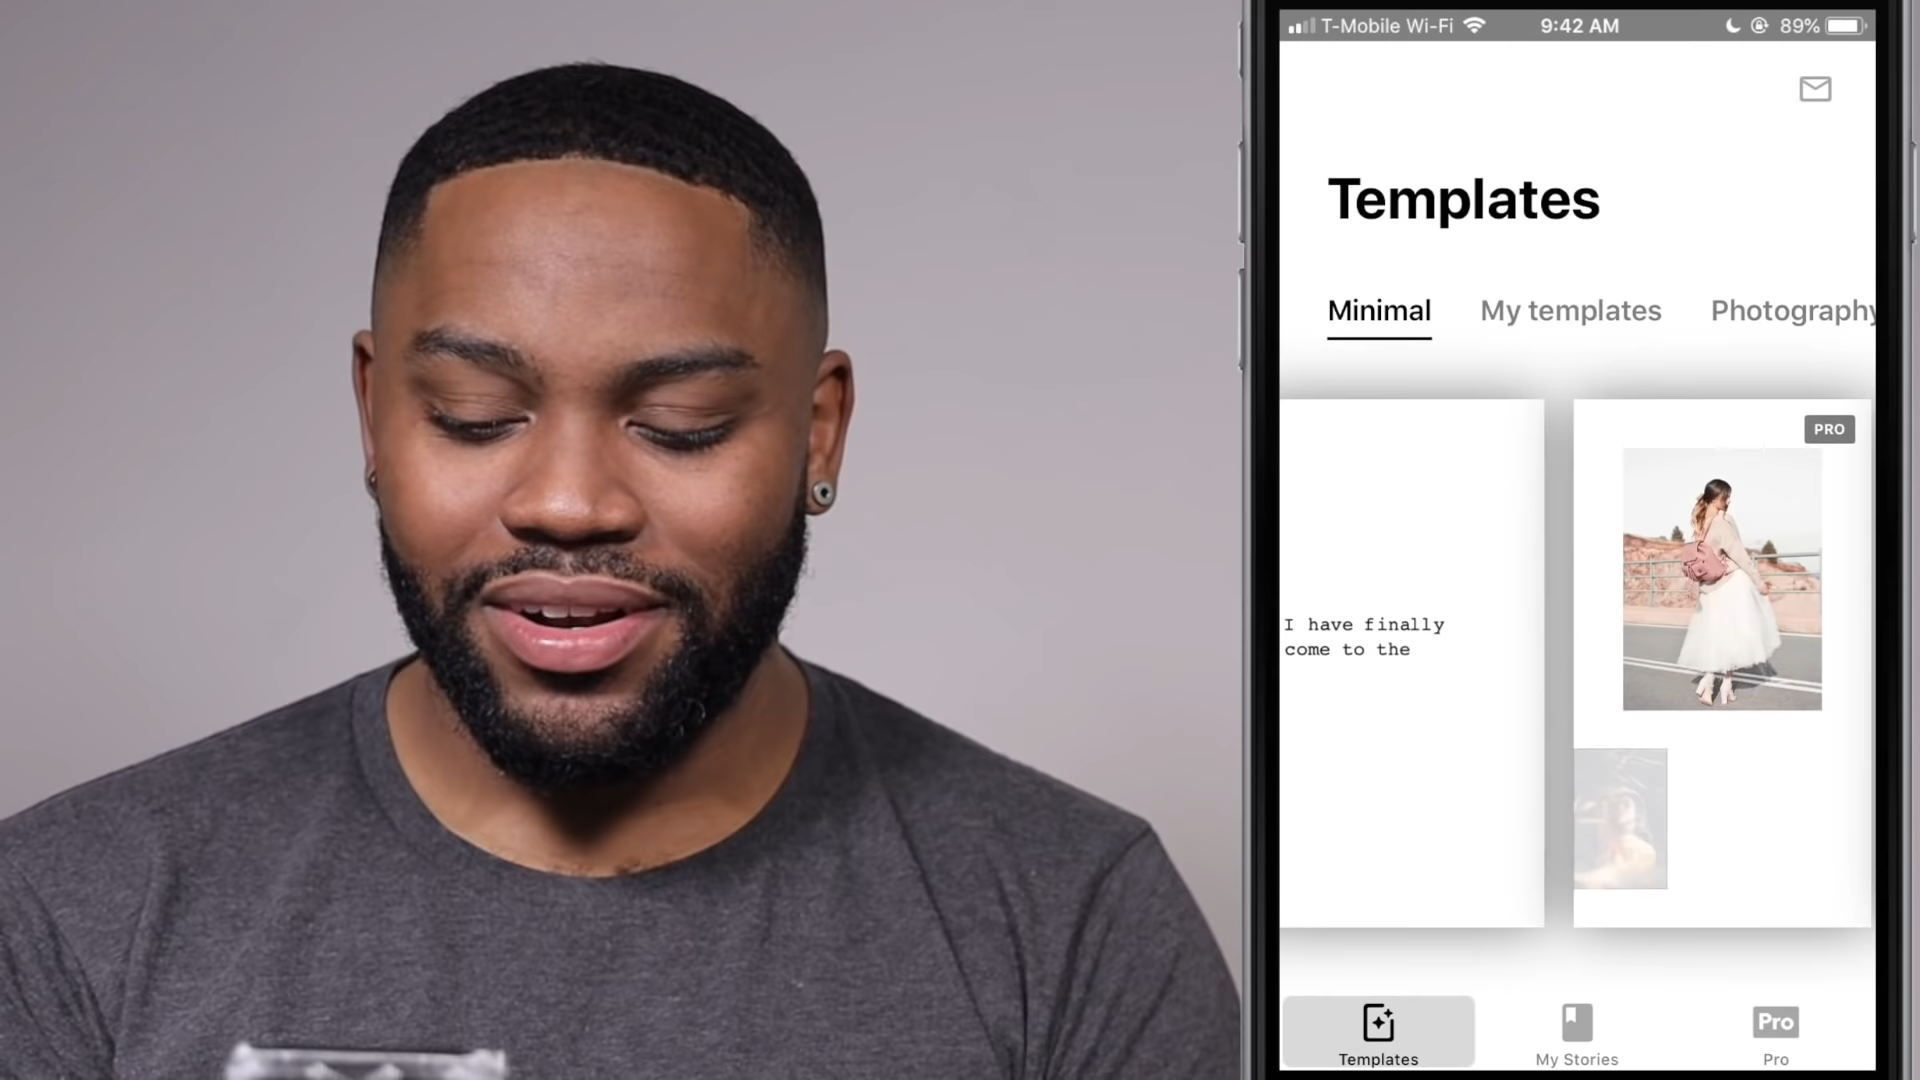 T-Mobile Wi-Fi 9:42 AM 89%
Templates
Minimal My templates Photography
PRO
I have finally
come to the
Pro
Templates My Stories Pro